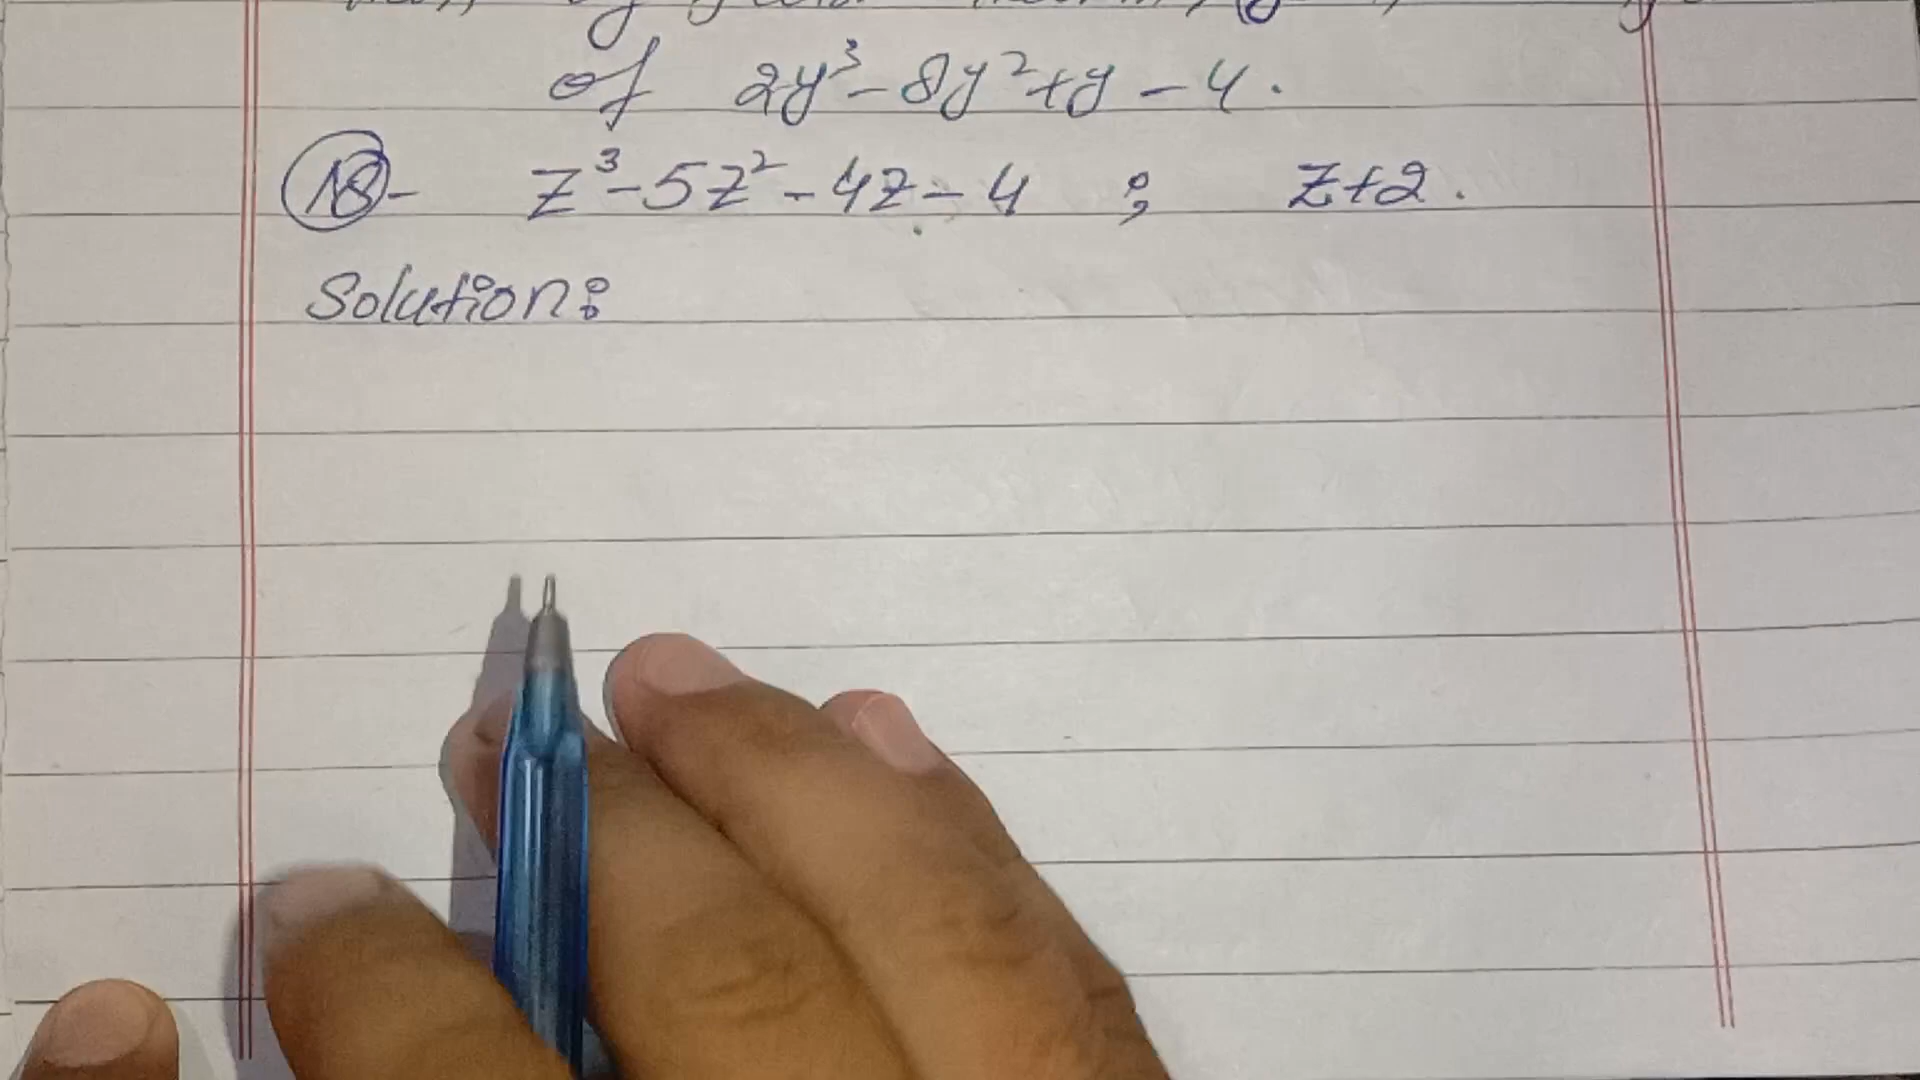 of 2y³-8y²+y-4.
18- z³-5z²-4z-4 ; z+2.
Solution: